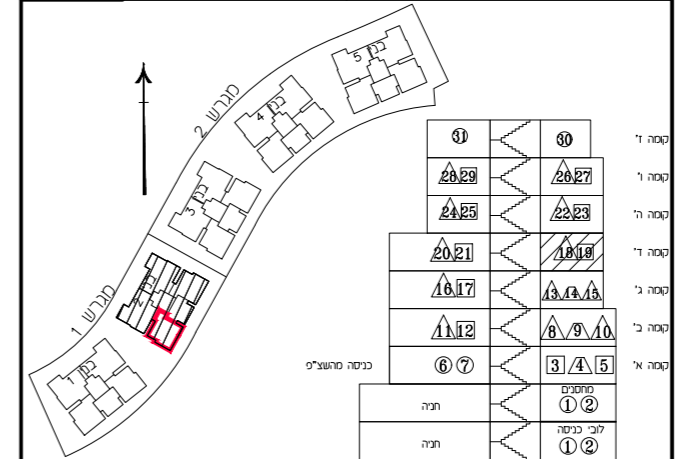 מגרש 2
בנין 5
בנין 4
בנין 3
מגרש 1
בנין 2
בנין 1
31 30 קומה ז'
28 29 26 27 קומה ו'
24 25 22 23 קומה ה'
20 21 18 19 קומה ד'
16 17 13 14 15 קומה ג'
11 12 8 9 10 קומה ב'
כניסה מהשצ"פ 6 7 3 4 5 קומה א'
חניה מחסנים
1 2
חניה לובי כניסה
1 2